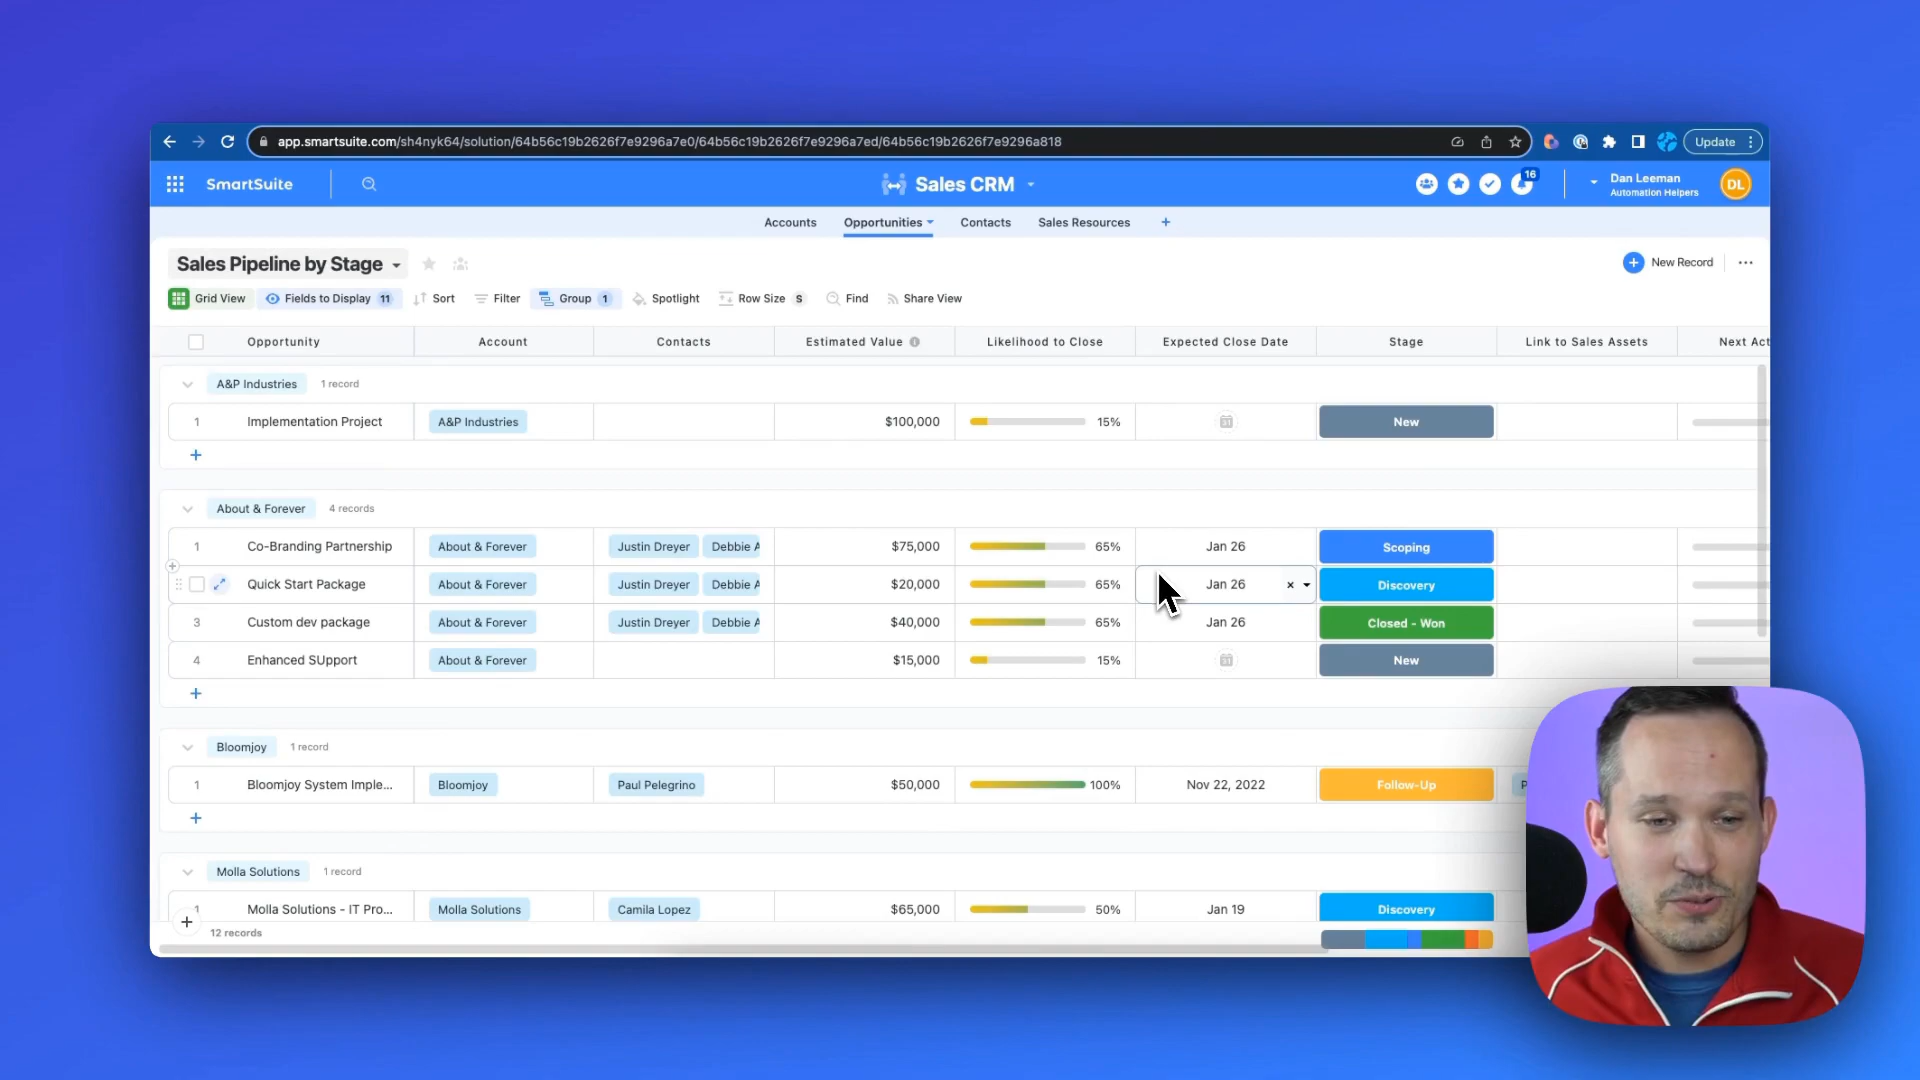 app.smartsuite.com/sh4nyk64/solution/64b56c19b2626f7e9296a7e0/64b56c19b2626f7e9296a7ed/64b56c19b2626f7e9296a818
Update
SmartSuite
Sales CRM
16
Dan Leeman
Automation Helpers
DL
Accounts Opportunities Contacts Sales Resources +
Sales Pipeline by Stage
New Record
Grid View Fields to Display 11 Sort Filter Group 1 Spotlight Row Size S Find Share View
Opportunity Account Contacts Estimated Value Likelihood to Close Expected Close Date Stage Link to Sales Assets Next Act
A&P Industries 1 record
1 Implementation Project A&P Industries $100,000 15% 31 New
+
About & Forever 4 records
1 Co-Branding Partnership About & Forever Justin Dreyer Debbie A $75,000 65% Jan 26 Scoping
Quick Start Package About & Forever Justin Dreyer Debbie A $20,000 65% Jan 26 Discovery
3 Custom dev package About & Forever Justin Dreyer Debbie A $40,000 65% Jan 26 Closed - Won
4 Enhanced SUpport About & Forever $15,000 15% 31 New
+
Bloomjoy 1 record
1 Bloomjoy System Imple... Bloomjoy Paul Pelegrino $50,000 100% Nov 22, 2022 Follow-Up P
+
Molla Solutions 1 record
1 Molla Solutions - IT Pro... Molla Solutions Camila Lopez $65,000 50% Jan 19 Discovery
+
12 records